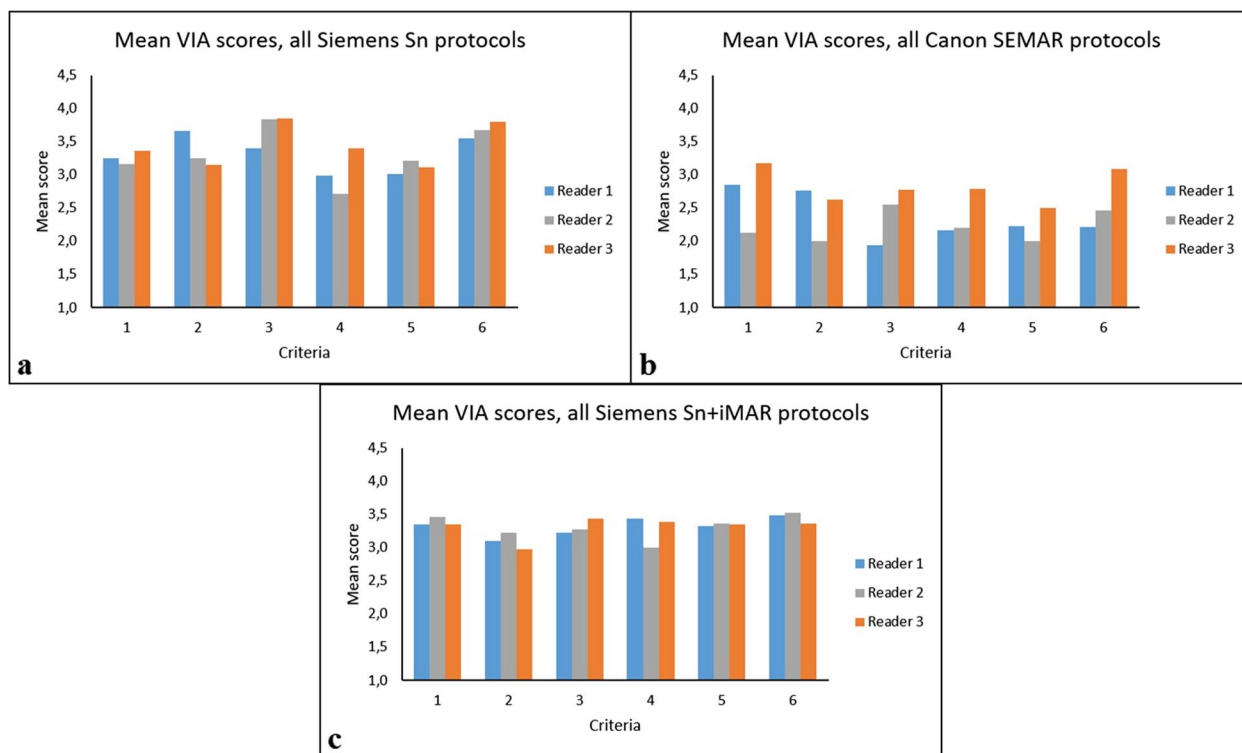 Mean VIA scores, all Siemens Sn protocols
4,5
4,0
3,5
3,0
2,5
2,0
1,5
1,0
Mean score
1 2 3 4 5 6
Criteria
Reader 1
Reader 2
Reader 3
a
Mean VIA scores, all Canon SEMAR protocols
4,5
4,0
3,5
3,0
2,5
2,0
1,5
1,0
Mean score
1 2 3 4 5 6
Criteria
Reader 1
Reader 2
Reader 3
b
Mean VIA scores, all Siemens Sn+iMAR protocols
4,5
4,0
3,5
3,0
2,5
2,0
1,5
1,0
Mean score
1 2 3 4 5 6
Criteria
Reader 1
Reader 2
Reader 3
c